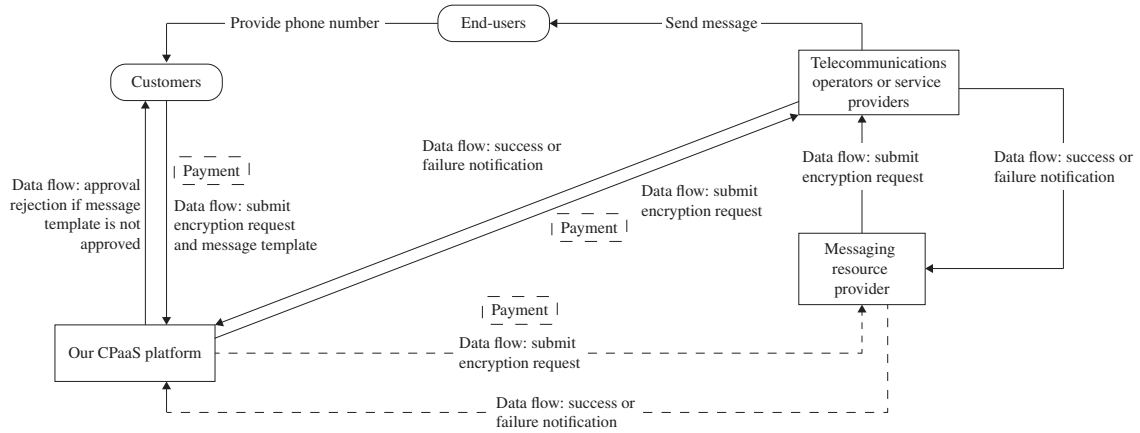 Provide phone number
End-users
Send message
Customers
Telecommunications
operators or service
providers
Data flow: success or
failure notification
Payment
Data flow: submit
encryption request
Data flow: success or
failure notification
Data flow: approval
rejection if message
template is not
approved
Data flow: submit
encryption request
and message template
Data flow: submit
encryption request
Payment
Messaging
resource
provider
Payment
Our CPaaS platform
Data flow: submit
encryption request
Data flow: success or
failure notification